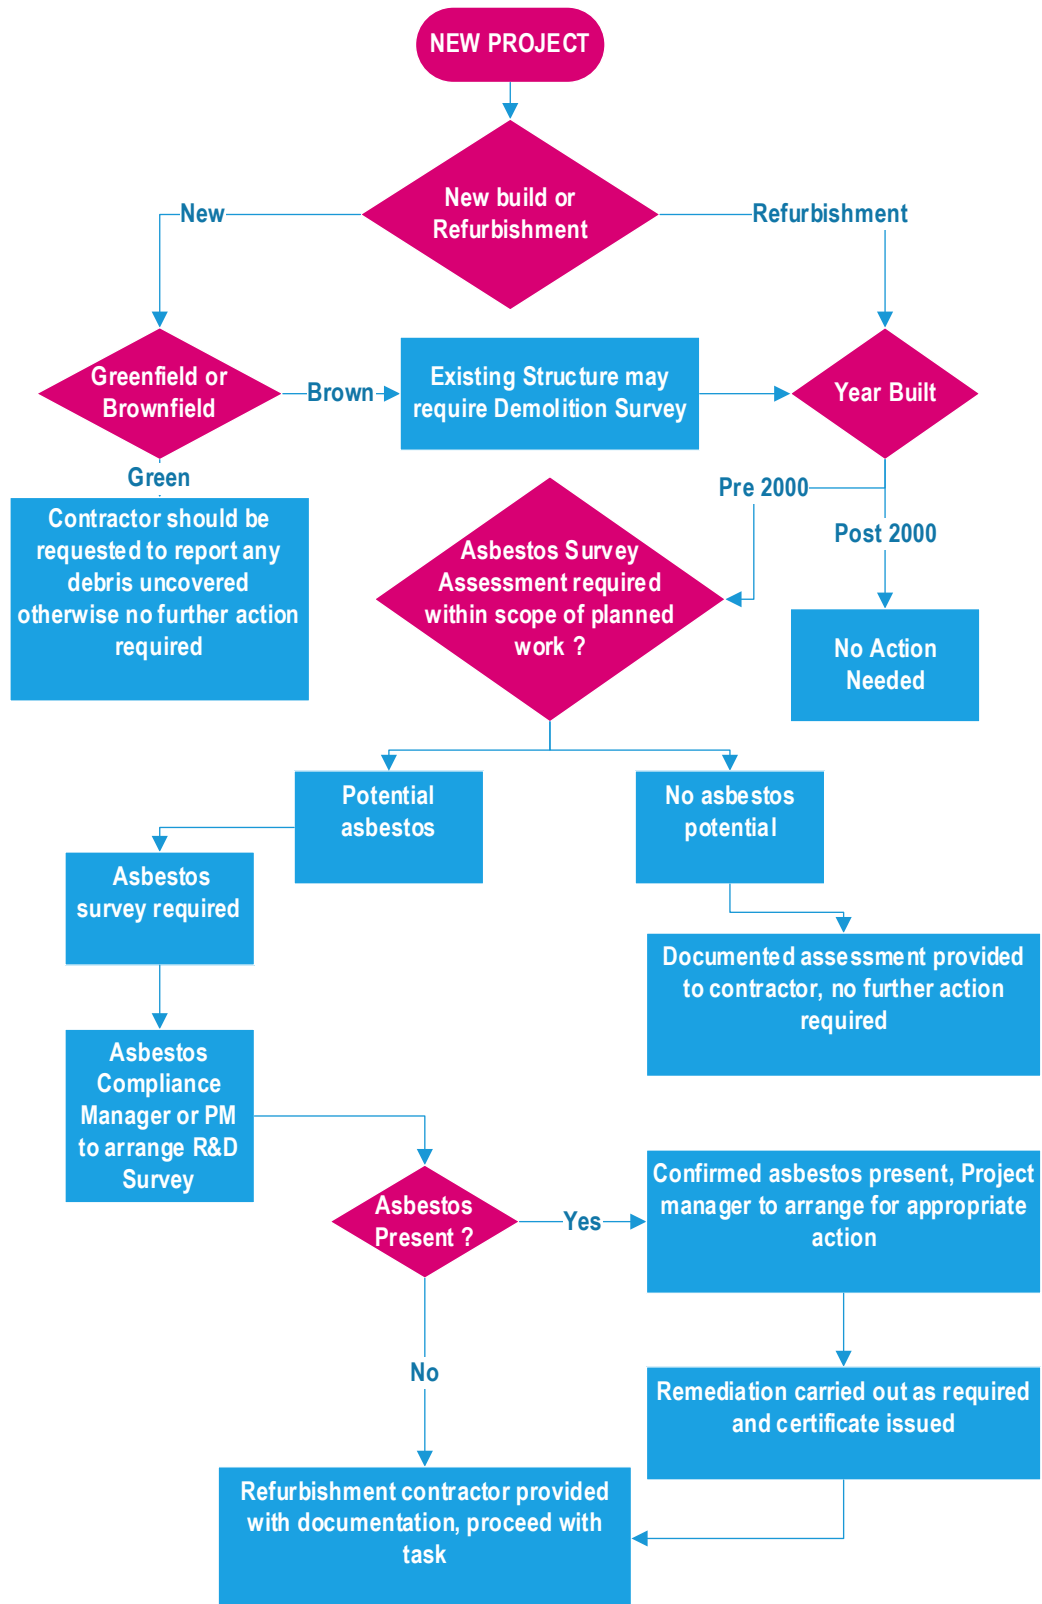 NEW PROJECT
New build or
Refurbishment
New
Refurbishment
Greenfield or
Brownfield
Brown
Existing Structure may
require Demolition Survey
Year Built
Green
Contractor should be
requested to report any
debris uncovered
otherwise no further action
required
Pre 2000
Post 2000
Asbestos Survey
Assessment required
within scope of planned
work ?
No Action
Needed
Potential
asbestos
No asbestos
potential
Asbestos
survey required
Documented assessment provided
to contractor, no further action
required
Asbestos
Compliance
Manager or PM
to arrange R&D
Survey
Asbestos
Present ?
Yes
Confirmed asbestos present, Project
manager to arrange for appropriate
action
No
Remediation carried out as required
and certificate issued
Refurbishment contractor provided
with documentation, proceed with
task